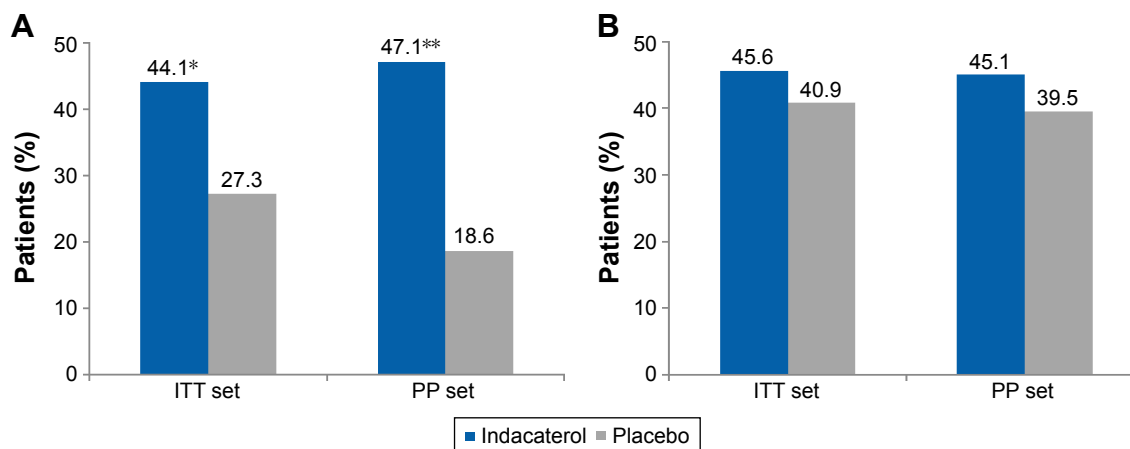 A
Patients (%)
50
40
30
20
10
0
44.1*
27.3
47.1**
18.6
ITT set
PP set
B
Patients (%)
50
40
30
20
10
0
45.6
40.9
45.1
39.5
ITT set
PP set
Indacaterol
Placebo